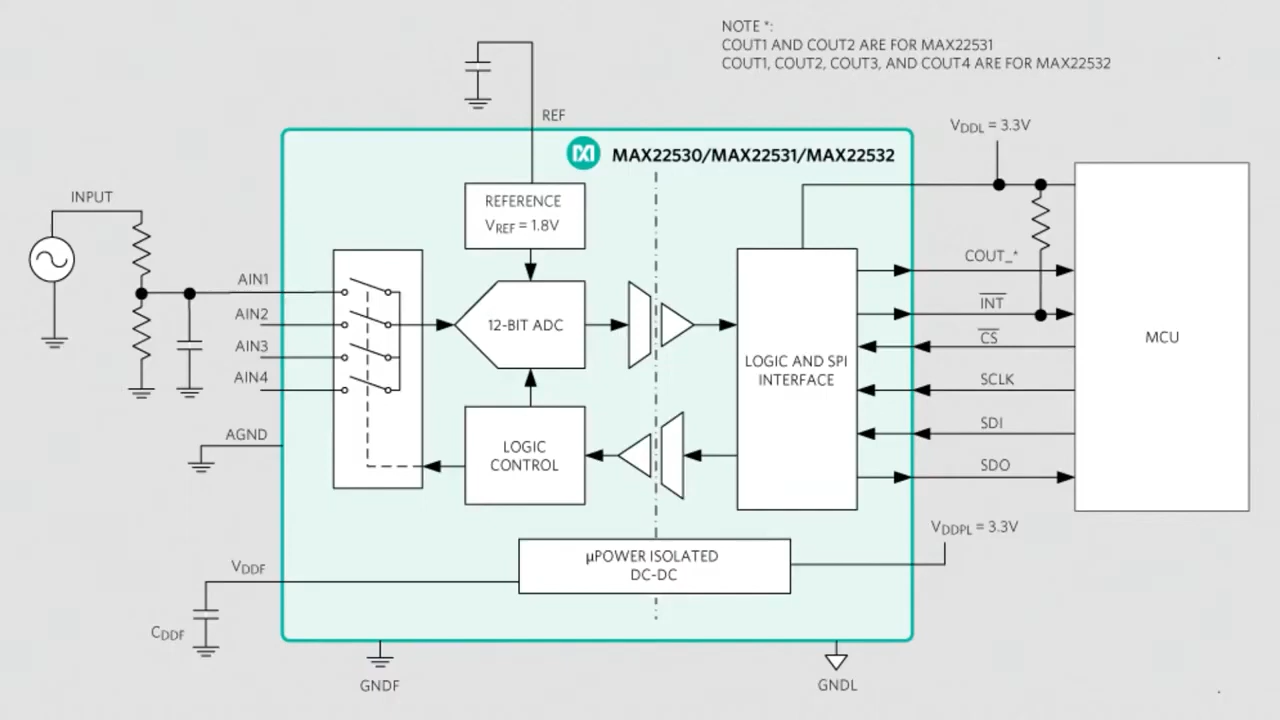 NOTE *:
COUT1 AND COUT2 ARE FOR MAX22531
COUT1, COUT2, COUT3, AND COUT4 ARE FOR MAX22532
REF
VDDL = 3.3V
MAX22530/MAX22531/MAX22532
INPUT
REFERENCE
VREF = 1.8V
AIN1
AIN2
AIN3
AIN4
12-BIT ADC
LOGIC AND SPI
INTERFACE
COUT_*
INT
CS
SCLK
SDI
SDO
MCU
AGND
LOGIC
CONTROL
VDDPL = 3.3V
µPOWER ISOLATED
DC-DC
VDDF
CDDF
GNDF
GNDL